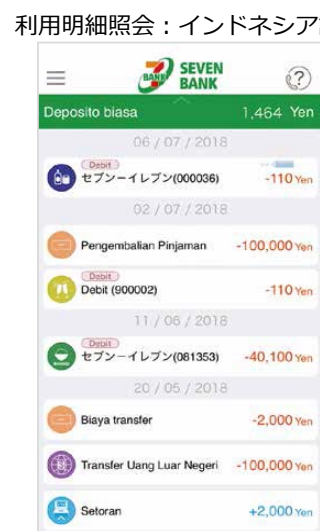 利用明細照会：インドネシア
SEVEN
BANK
BANK
Deposito biasa 1,464 Yen
06 / 07 / 2018
Debit
セブン－イレブン(000036) -110 Yen
02 / 07 / 2018
Pengembalian Pinjaman -100,000 Yen
Debit
Debit (900002) -110 Yen
11 / 06 / 2018
Debit
セブン－イレブン(081353) -40,100 Yen
20 / 05 / 2018
Biaya transfer -2,000 Yen
Transfer Uang Luar Negeri -100,000 Yen
Setoran +2,000 Yen